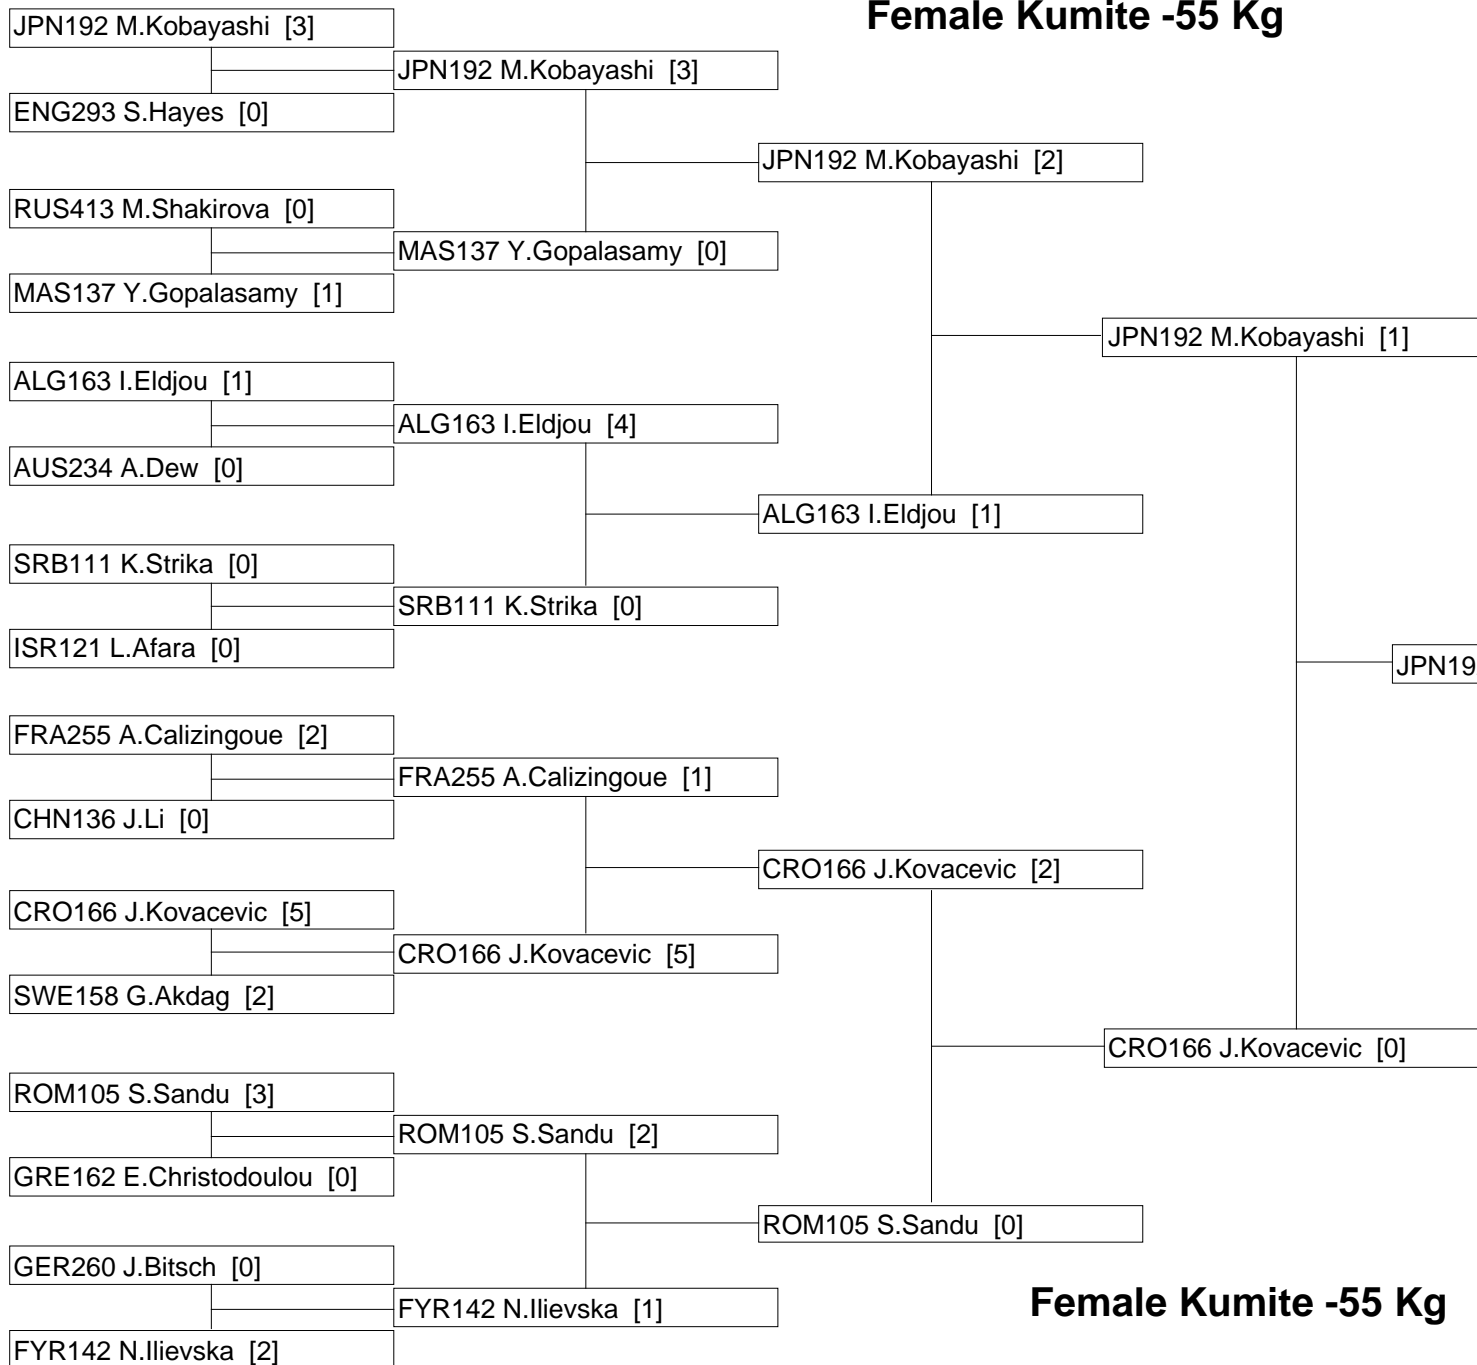 Female Kumite -55 Kg
JPN192 M.Kobayashi [3]
ENG293 S.Hayes [0]
RUS413 M.Shakirova [0]
MAS137 Y.Gopalasamy [1]
ALG163 I.Eldjou [1]
AUS234 A.Dew [0]
SRB111 K.Strika [0]
ISR121 L.Afara [0]
FRA255 A.Calizingoue [2]
CHN136 J.Li [0]
CRO166 J.Kovacevic [5]
SWE158 G.Akdag [2]
ROM105 S.Sandu [3]
GRE162 E.Christodoulou [0]
GER260 J.Bitsch [0]
FYR142 N.Ilievska [2]
JPN192 M.Kobayashi [3]
MAS137 Y.Gopalasamy [0]
ALG163 I.Eldjou [4]
SRB111 K.Strika [0]
FRA255 A.Calizingoue [1]
CRO166 J.Kovacevic [5]
ROM105 S.Sandu [2]
FYR142 N.Ilievska [1]
JPN192 M.Kobayashi [2]
ALG163 I.Eldjou [1]
CRO166 J.Kovacevic [2]
ROM105 S.Sandu [0]
JPN192 M.Kobayashi [1]
CRO166 J.Kovacevic [0]
Female Kumite -55 Kg